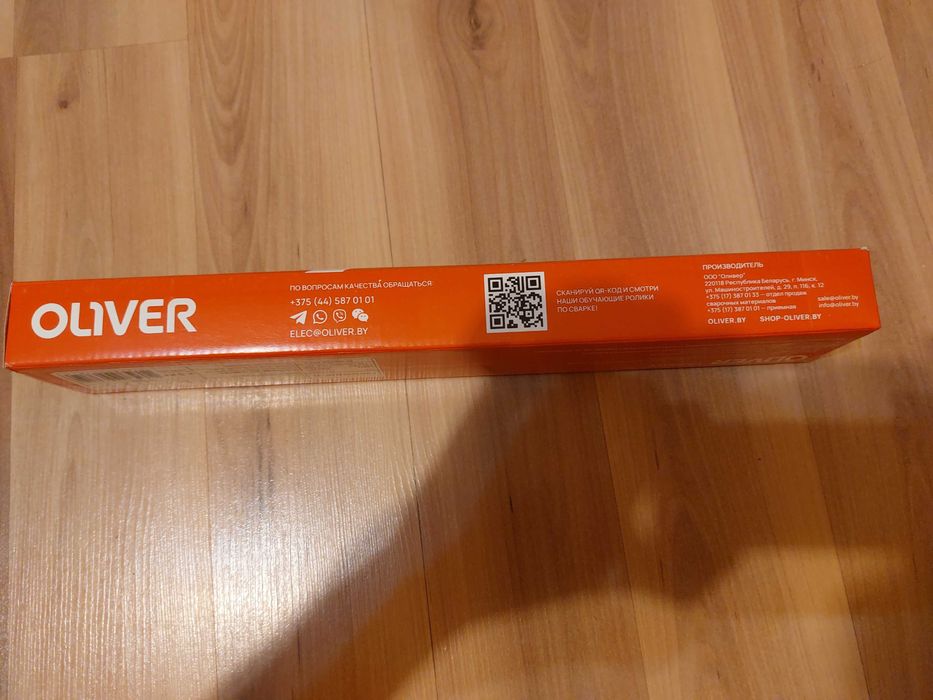 OLIVER
ПО ВОПРОСАМ КАЧЕСТВА ОБРАЩАТЬСЯ:
+375 (44) 587 01 01
ELEC@OLIVER.BY
СКАНИРУЙ QR-КОД И СМОТРИ
НАШИ ОБУЧАЮЩИЕ РОЛИКИ
ПО СВАРКЕ!
ПРОИЗВОДИТЕЛЬ
ООО "Оливер"
220118 Республика Беларусь, г. Минск,
ул. Машиностроителей, д. 29, п. 116, к. 12
+375 (17) 387 01 33 — отдел продаж
сварочных материалов
+375 (17) 387 01 01 — приемная
sale@oliver.by
info@oliver.by
OLIVER.BY SHOP-OLIVER.BY
OLIVER